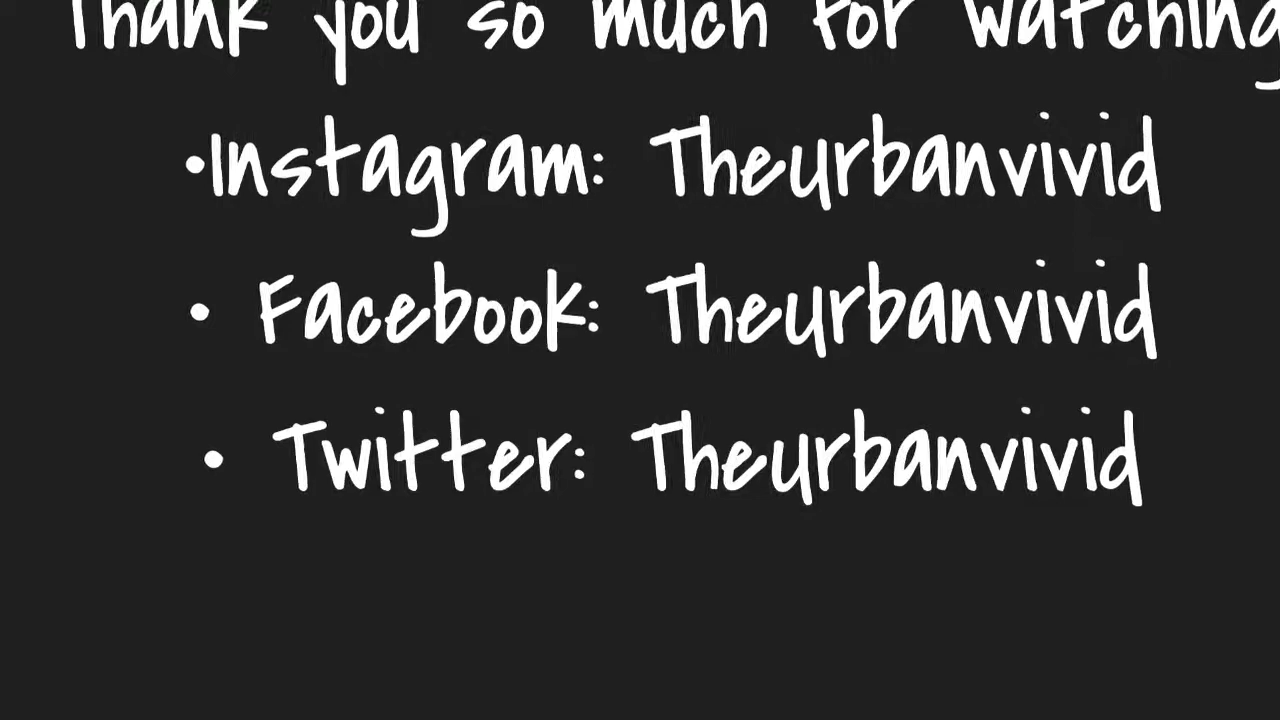 Thank you so much for watching
•Instagram: Theurbanvivid
• Facebook: Theurbanvivid
• Twitter: Theurbanvivid